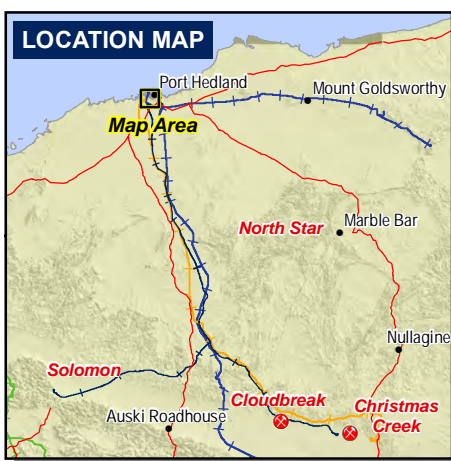 LOCATION MAP
Port Hedland
Mount Goldsworthy
Map Area
North Star
Marble Bar
Nullagine
Solomon
Cloudbreak
Christmas
Creek
Auski Roadhouse